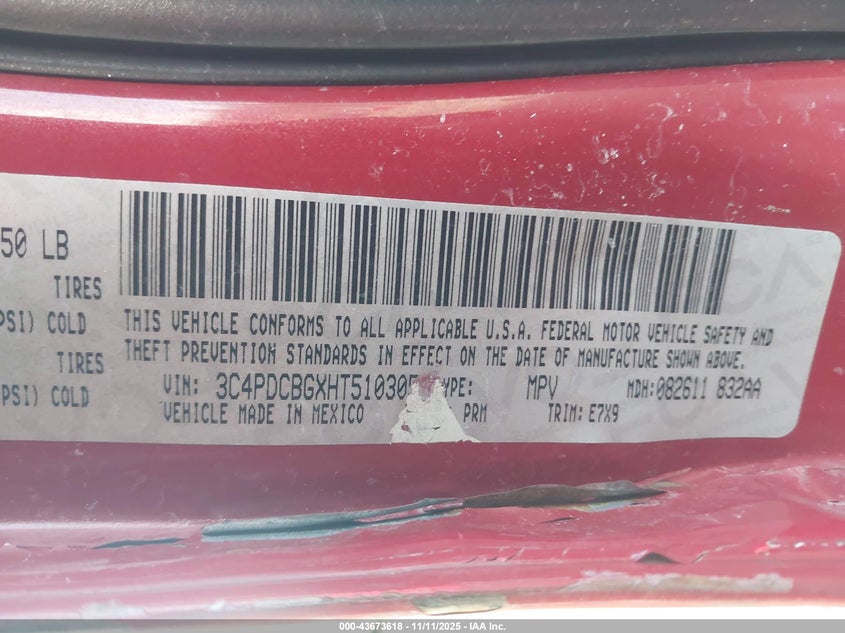 50 LB
TIRES
PSI) COLD
TIRES
PSI) COLD
THIS VEHICLE CONFORMS TO ALL APPLICABLE U.S.A. FEDERAL MOTOR VEHICLE SAFETY AND
THEFT PREVENTION STANDARDS IN EFFECT ON THE DATE OF MANUFACTURE SHOWN ABOVE.
VIN: 3C4PDCBGXHT51030 YPE: MPV MDH: 082611 832AA
VEHICLE MADE IN MEXICO PRM TRIM: E7X9
000-43673618 - 11/11/2025 - IAA Inc.